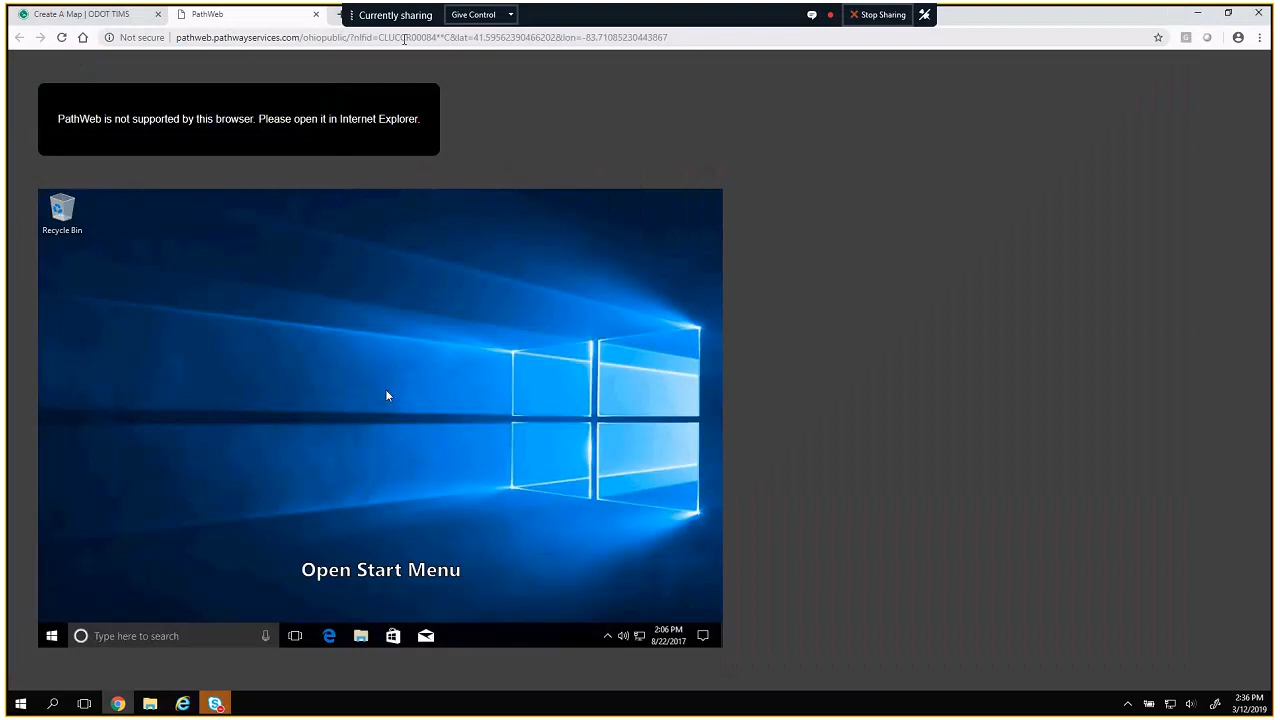 Create A Map | ODOT TIMS
PathWeb
Currently sharing
Give Control
Stop Sharing
Not secure
pathweb.pathwayservices.com/ohiopublic/?nlfid=CLUCCR00084**C&lat=41.59562390466202&lon=-83.71085230443867
PathWeb is not supported by this browser. Please open it in Internet Explorer.
Recycle Bin
Open Start Menu
Type here to search
2:06 PM
8/22/2017
2:36 PM
3/12/2019